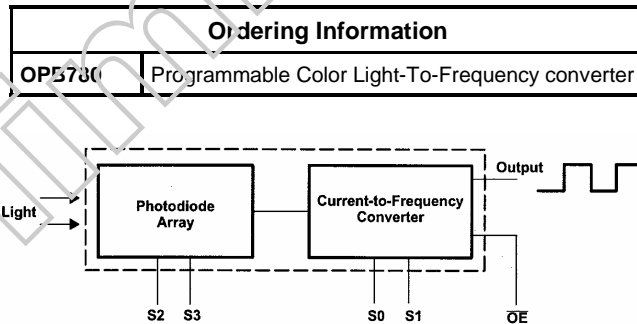 Ordering Information
OPB780 Programmable Color Light-To-Frequency converter
Output
Light
Photodiode
Array
Current-to-Frequency
Converter
S2 S3 S0 S1 OE